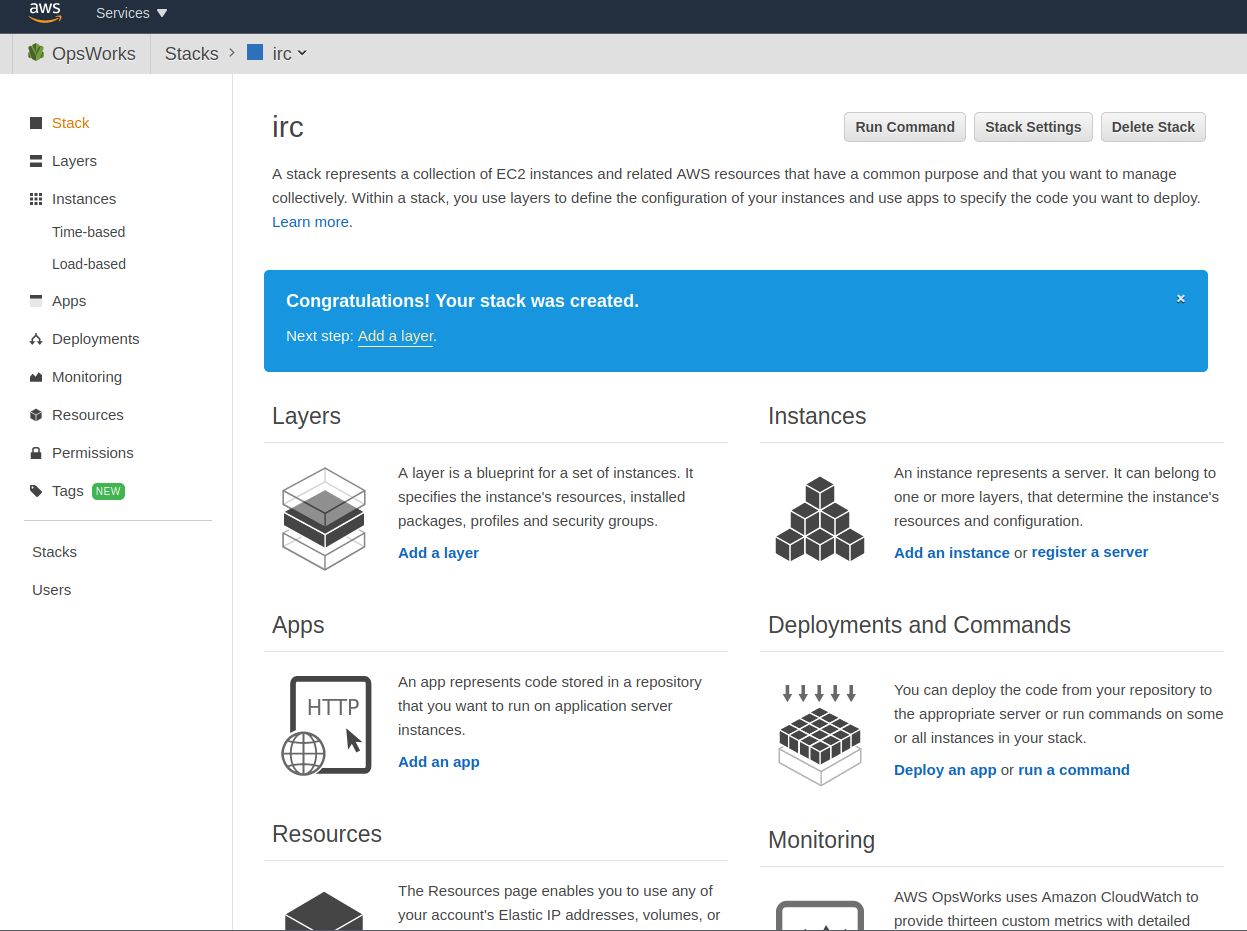 aws
Services
OpsWorks
Stacks
irc
Stack
Layers
Instances
Time-based
Load-based
Apps
Deployments
Monitoring
Resources
Permissions
Tags NEW
Stacks
Users
irc
Run Command
Stack Settings
Delete Stack
A stack represents a collection of EC2 instances and related AWS resources that have a common purpose and that you want to manage
collectively. Within a stack, you use layers to define the configuration of your instances and use apps to specify the code you want to deploy.
Learn more.
Congratulations! Your stack was created.
×
Next step: Add a layer.
Layers
A layer is a blueprint for a set of instances. It
specifies the instance's resources, installed
packages, profiles and security groups.
Add a layer
Instances
An instance represents a server. It can belong to
one or more layers, that determine the instance's
resources and configuration.
Add an instance or register a server
Apps
HTTP
An app represents code stored in a repository
that you want to run on application server
instances.
Add an app
Deployments and Commands
You can deploy the code from your repository to
the appropriate server or run commands on some
or all instances in your stack.
Deploy an app or run a command
Resources
The Resources page enables you to use any of
your account's Elastic IP addresses, volumes, or
Monitoring
AWS OpsWorks uses Amazon CloudWatch to
provide thirteen custom metrics with detailed